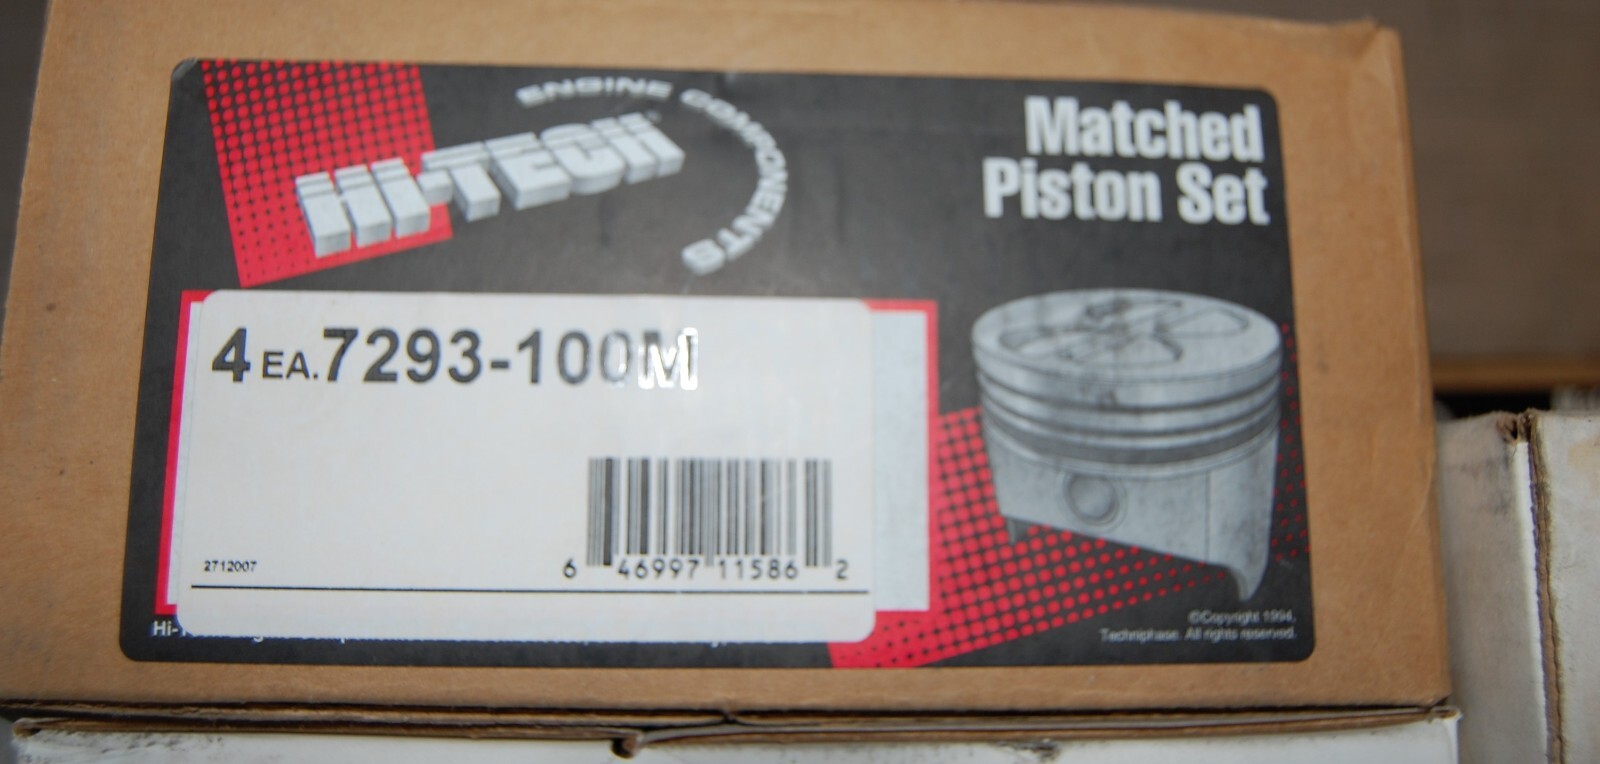 ENGINE COMPONENTS
HI-TECH
Matched
Piston Set
4 EA. 7293-100M
2712007
6 46997 11586 2
Hi-
©Copyright 1994,
Techniphase. All rights reserved.